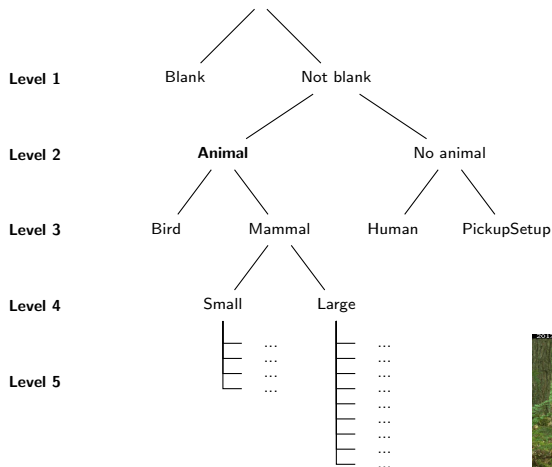 Level 1 Blank Not blank
Level 2 Animal No animal
Level 3 Bird Mammal Human PickupSetup
Level 4 Small Large
... ...
... ...
Level 5 ... ...
... ...
...
...
...
...
...